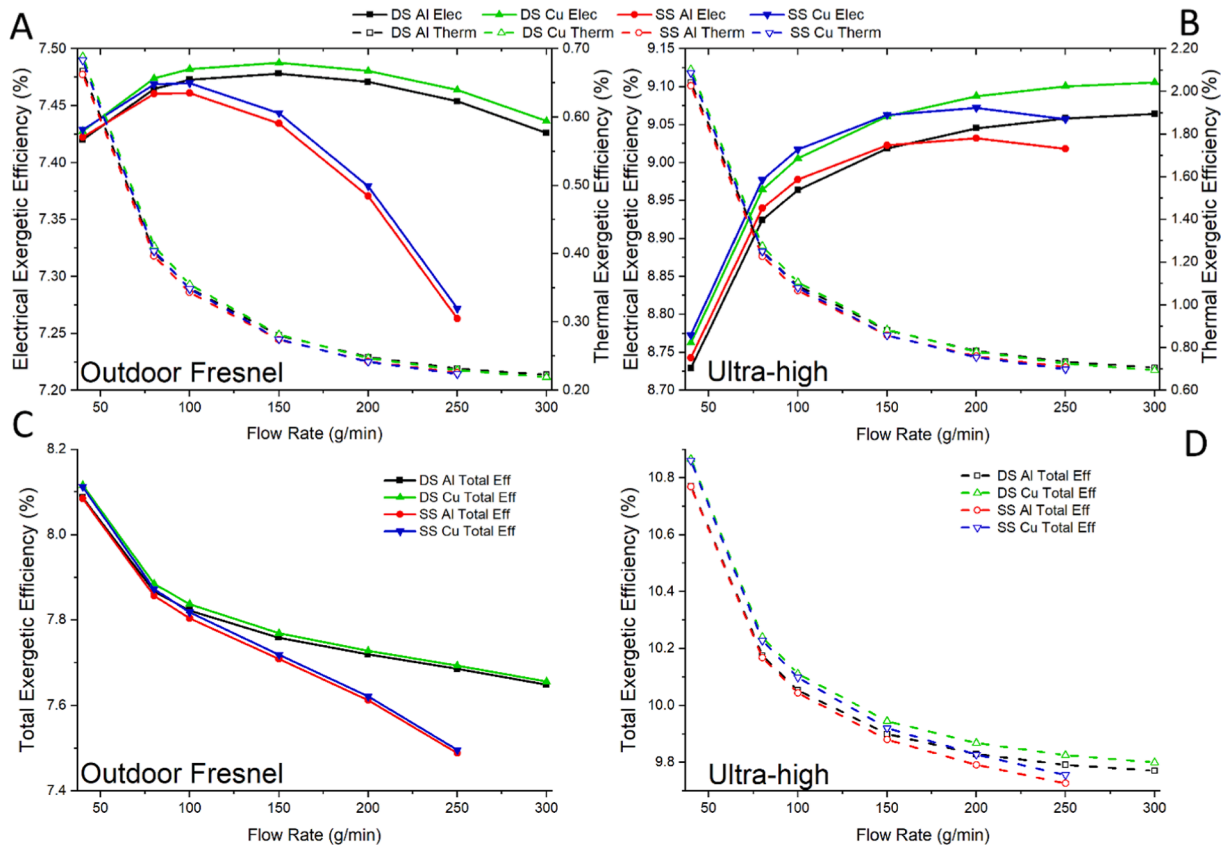 A
DS Al Elec DS Cu Elec SS Al Elec SS Cu Elec
DS Al Therm DS Cu Therm SS Al Therm SS Cu Therm
B
Electrical Exergetic Efficiency (%)
7.50
7.45
7.40
7.35
7.30
7.25
7.20
0.70
0.60
0.50
0.40
0.30
0.20
Thermal Exergetic Efficiency (%)
Outdoor Fresnel
50 100 150 200 250 300
Flow Rate (g/min)
Electrical Exergetic Efficiency (%)
9.15
9.10
9.05
9.00
8.95
8.90
8.85
8.80
8.75
8.70
2.20
2.00
1.80
1.60
1.40
1.20
1.00
0.80
0.60
Thermal Exergetic Efficiency (%)
Ultra-high
50 100 150 200 250 300
Flow Rate (g/min)
C
Total Exergetic Efficiency (%)
8.2
8.0
7.8
7.6
7.4
DS Al Total Eff
DS Cu Total Eff
SS Al Total Eff
SS Cu Total Eff
Outdoor Fresnel
50 100 150 200 250 300
Flow Rate (g/min)
D
Total Exergetic Efficiency (%)
10.8
10.6
10.4
10.2
10.0
9.8
DS Al Total Eff
DS Cu Total Eff
SS Al Total Eff
SS Cu Total Eff
Ultra-high
50 100 150 200 250 300
Flow Rate (g/min)